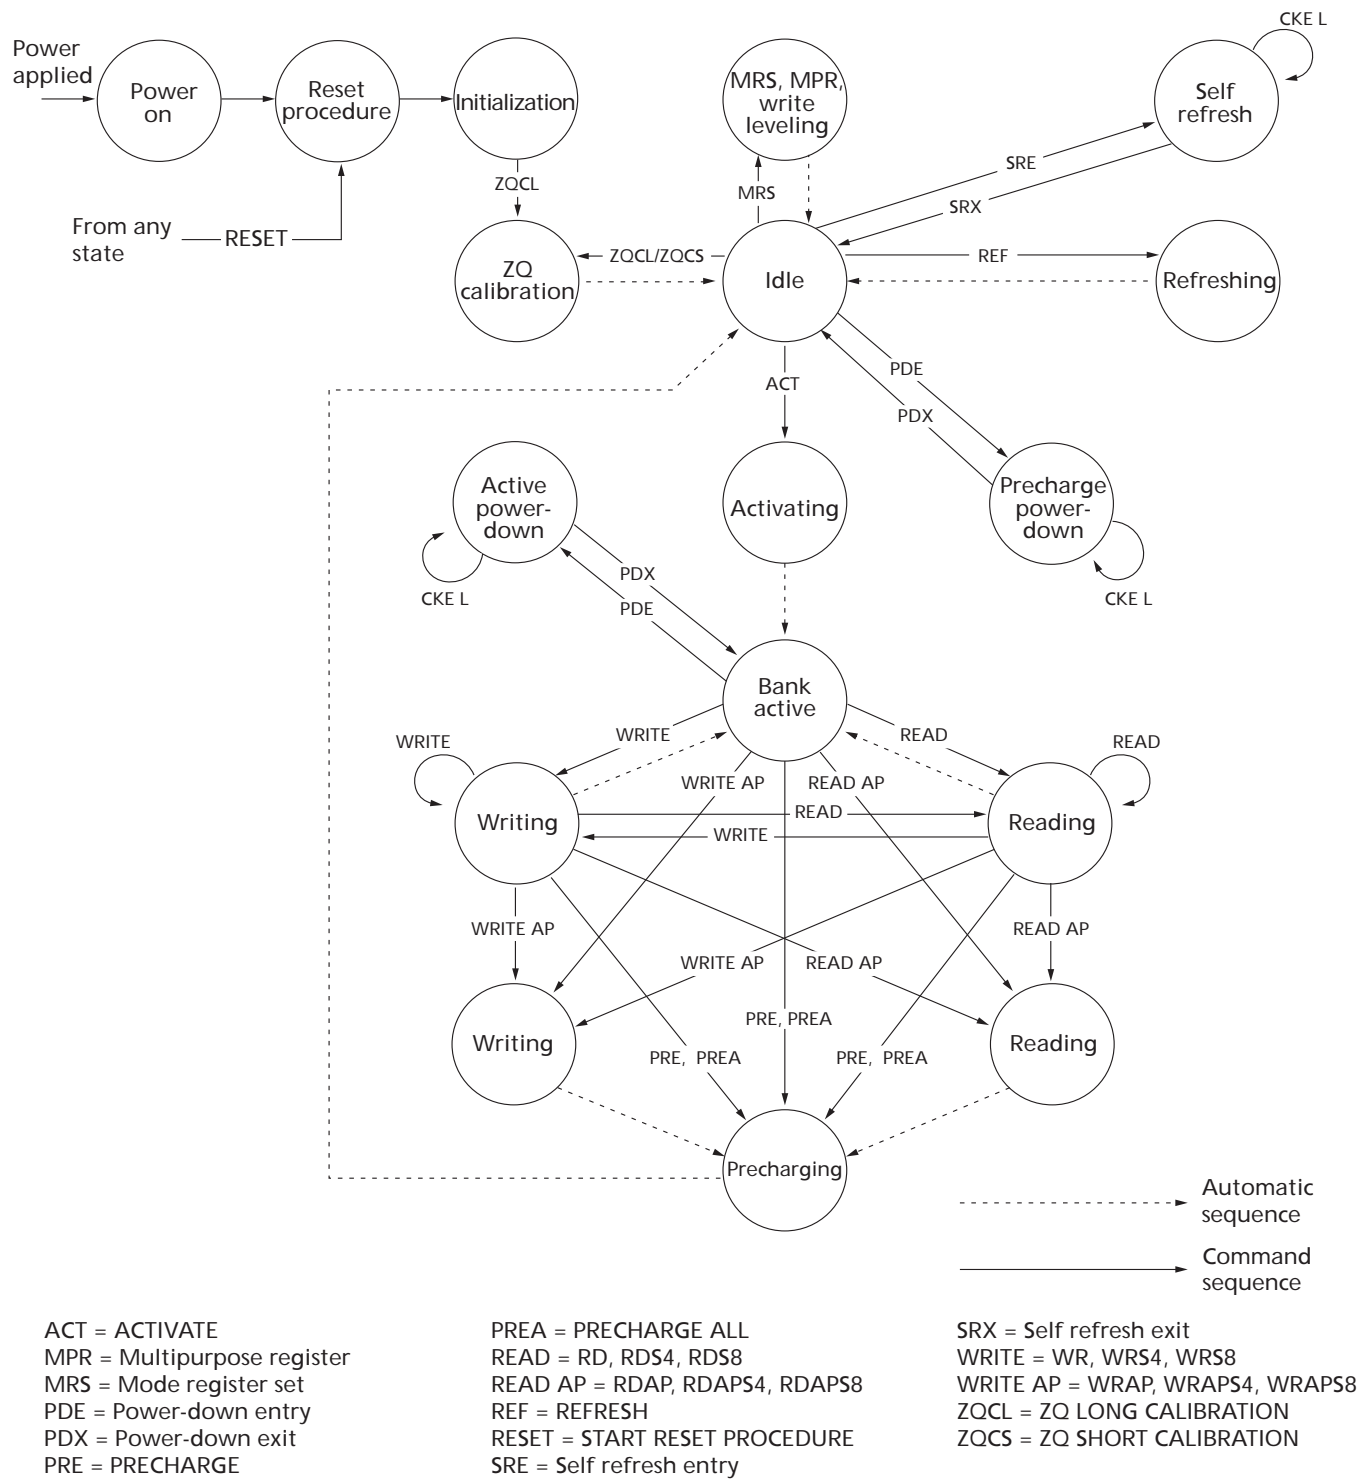 Power
applied
Power
on
Reset
procedure
Initialization
MRS, MPR,
write
leveling
CKE L
Self
refresh
ZQCL
MRS
SRE
SRX
From any
state
RESET
ZQ
calibration
ZQCL/ZQCS
Idle
REF
Refreshing
PDE
PDX
ACT
Active
power-
down
Activating
Precharge
power-
down
CKE L
PDX
PDE
CKE L
Bank
active
WRITE
WRITE
READ
READ
WRITE AP
READ AP
Writing
READ
WRITE
Reading
WRITE AP
READ AP
WRITE AP
READ AP
Writing
PRE, PREA
Reading
PRE, PREA
PRE, PREA
Precharging
Automatic
sequence
Command
sequence
ACT = ACTIVATE
MPR = Multipurpose register
MRS = Mode register set
PDE = Power-down entry
PDX = Power-down exit
PRE = PRECHARGE
PREA = PRECHARGE ALL
READ = RD, RDS4, RDS8
READ AP = RDAP, RDAPS4, RDAPS8
REF = REFRESH
RESET = START RESET PROCEDURE
SRE = Self refresh entry
SRX = Self refresh exit
WRITE = WR, WRS4, WRS8
WRITE AP = WRAP, WRAPS4, WRAPS8
ZQCL = ZQ LONG CALIBRATION
ZQCS = ZQ SHORT CALIBRATION